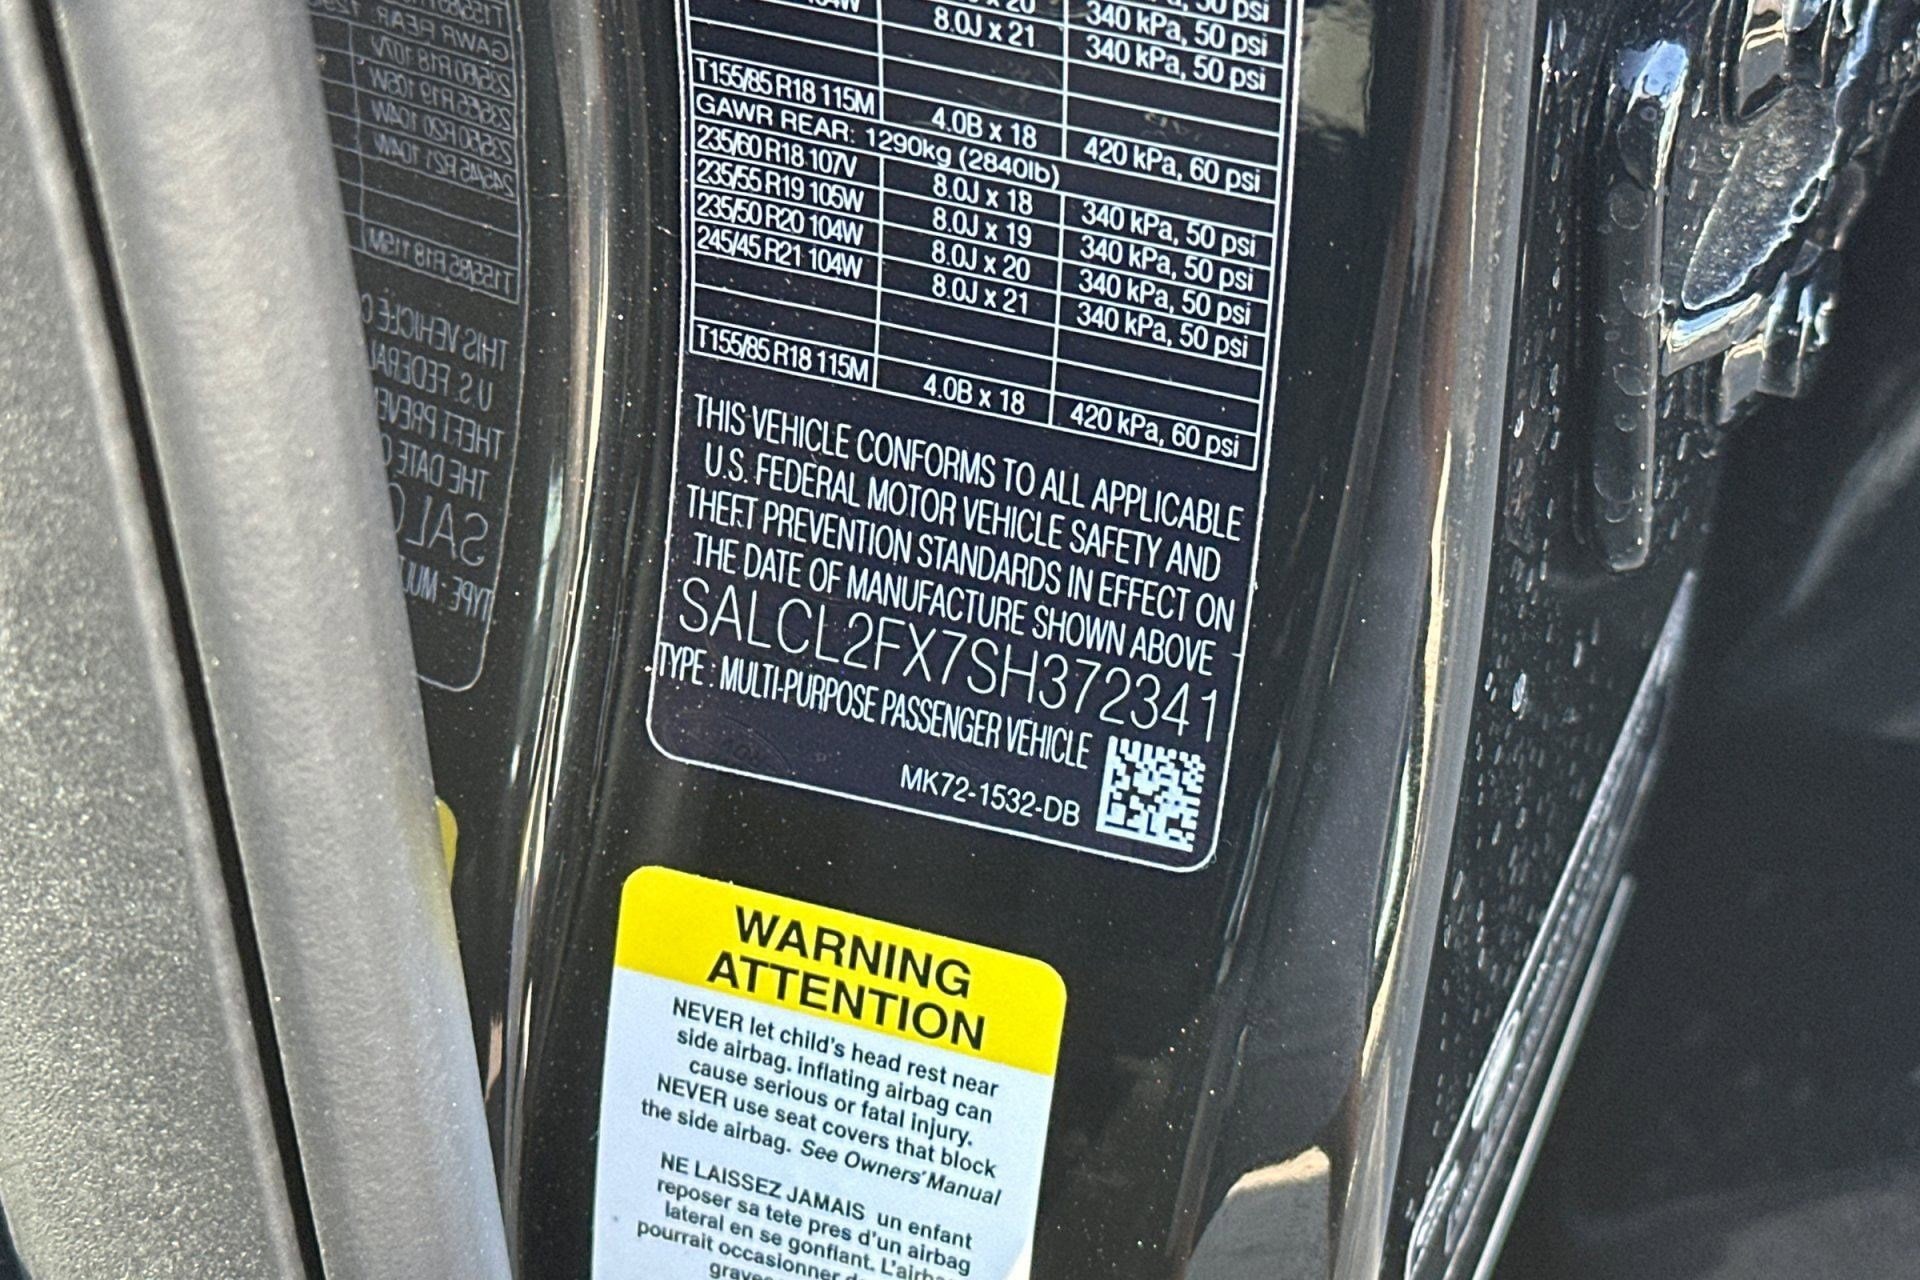 8.0J x 21 340 kPa, 50 psi
340 kPa, 50 psi
T155/85 R18 115M 4.0B x 18 420 kPa, 60 psi
GAWR REAR: 1290kg (2840lb)
235/60 R18 107V 8.0J x 18 340 kPa, 50 psi
235/55 R19 105W 8.0J x 19 340 kPa, 50 psi
235/50 R20 104W 8.0J x 20 340 kPa, 50 psi
245/45 R21 104W 8.0J x 21 340 kPa, 50 psi
T155/85 R18 115M 4.0B x 18 420 kPa, 60 psi
THIS VEHICLE CONFORMS TO ALL APPLICABLE
U.S. FEDERAL MOTOR VEHICLE SAFETY AND
THEFT PREVENTION STANDARDS IN EFFECT ON
THE DATE OF MANUFACTURE SHOWN ABOVE
SALCL2FX7SH372341
TYPE : MULTI-PURPOSE PASSENGER VEHICLE
MK72-1532-DB
WARNING
ATTENTION
NEVER let child's head rest near
side airbag. Inflating airbag can
cause serious or fatal injury.
NEVER use seat covers that block
the side airbag. See Owners' Manual
NE LAISSEZ JAMAIS un enfant
reposer sa tete pres d'un airbag
lateral en se gonflant. L'airbag
pourrait occasionner